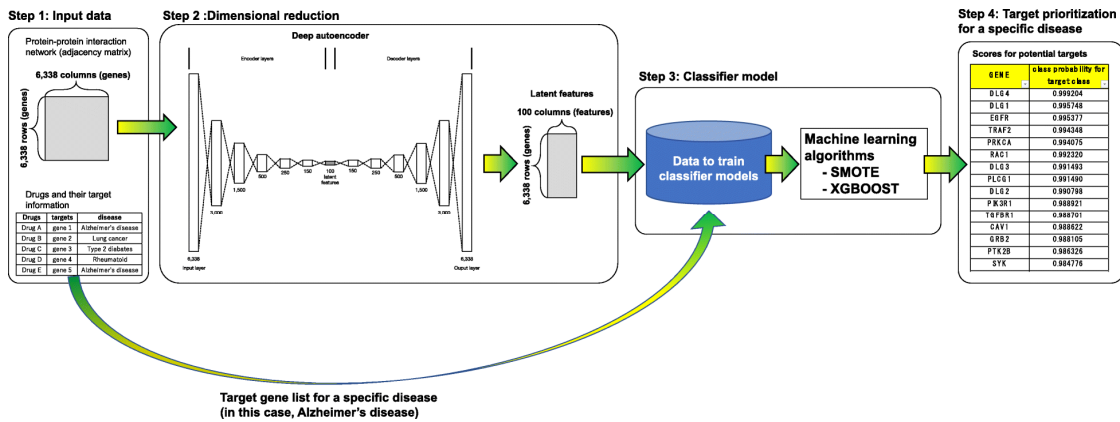 Step 1: Input data
Protein-protein interaction
network (adjacency matrix)
6,338 columns (genes)
6,338 rows (genes)
Drugs and their target
information
Drugs targets disease
Drug A gene 1 Alzheimer's disease
Drug B gene 2 Lung cancer
Drug C gene 3 Type 2 diabates
Drug D gene 4 Rheumatoid
Drug E gene 5 Alzheimer's disease
Step 2 :Dimensional reduction
Deep autoencoder
Encoder layers
Decoder layers
6,338
Input layer
3,000
1,500
500
250
150
100
latent
features
150
250
500
1,500
3,000
6,338
Ouput layer
Latent features
100 columns (features)
6,338 rows (genes)
Step 3: Classifier model
Data to train
classifier models
Machine learning
algorithms
- SMOTE
- XGBOOST
Step 4: Target prioritization
for a specific disease
Scores for potential targets
GENE class probability for
target class
DLG4 0.999204
DLG1 0.995748
EGFR 0.995377
TRAF2 0.994348
PRKCA 0.994075
RAC1 0.992320
DLG3 0.991493
PLCG1 0.991490
DLG2 0.990798
PIK3R1 0.988921
TGFBR1 0.988701
CAV1 0.988622
GRB2 0.988105
PTK2B 0.986326
SYK 0.984776
Target gene list for a specific disease
(in this case, Alzheimer's disease)